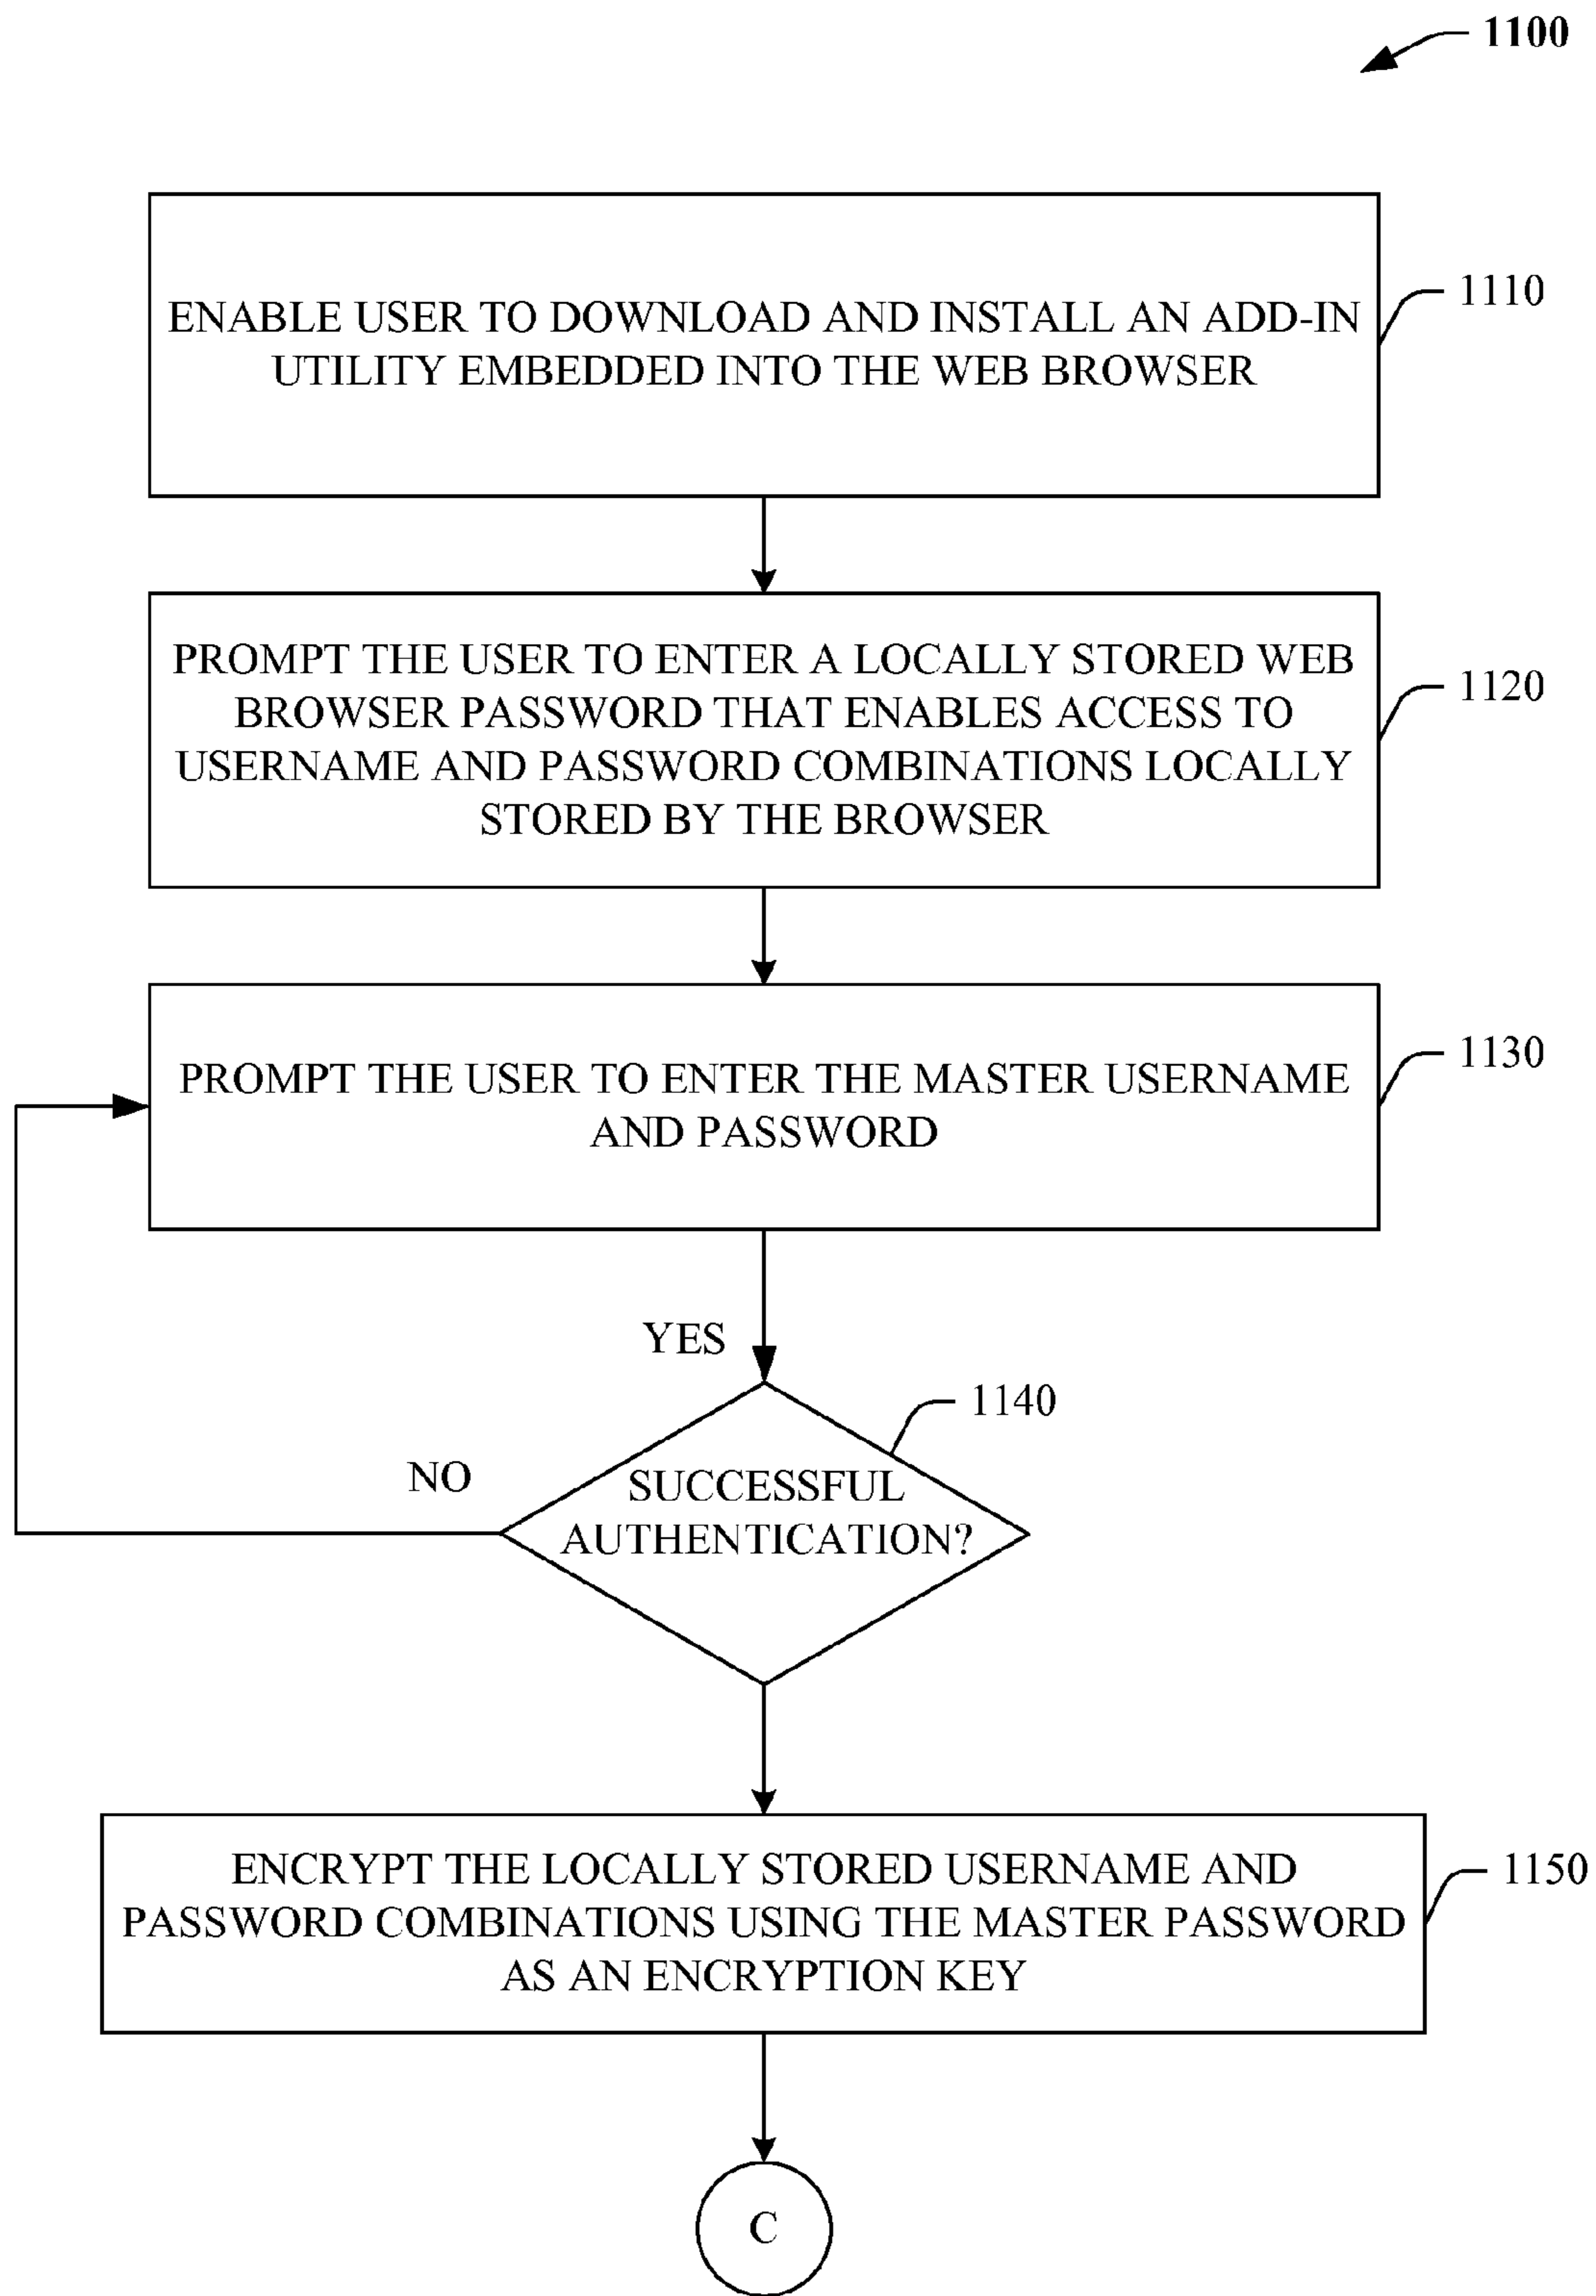 1100
ENABLE USER TO DOWNLOAD AND INSTALL AN ADD-IN
UTILITY EMBEDDED INTO THE WEB BROWSER
1110
PROMPT THE USER TO ENTER A LOCALLY STORED WEB
BROWSER PASSWORD THAT ENABLES ACCESS TO
USERNAME AND PASSWORD COMBINATIONS LOCALLY
STORED BY THE BROWSER
1120
PROMPT THE USER TO ENTER THE MASTER USERNAME
AND PASSWORD
1130
YES
1140
NO
SUCCESSFUL
AUTHENTICATION?
ENCRYPT THE LOCALLY STORED USERNAME AND
PASSWORD COMBINATIONS USING THE MASTER PASSWORD
AS AN ENCRYPTION KEY
1150
C